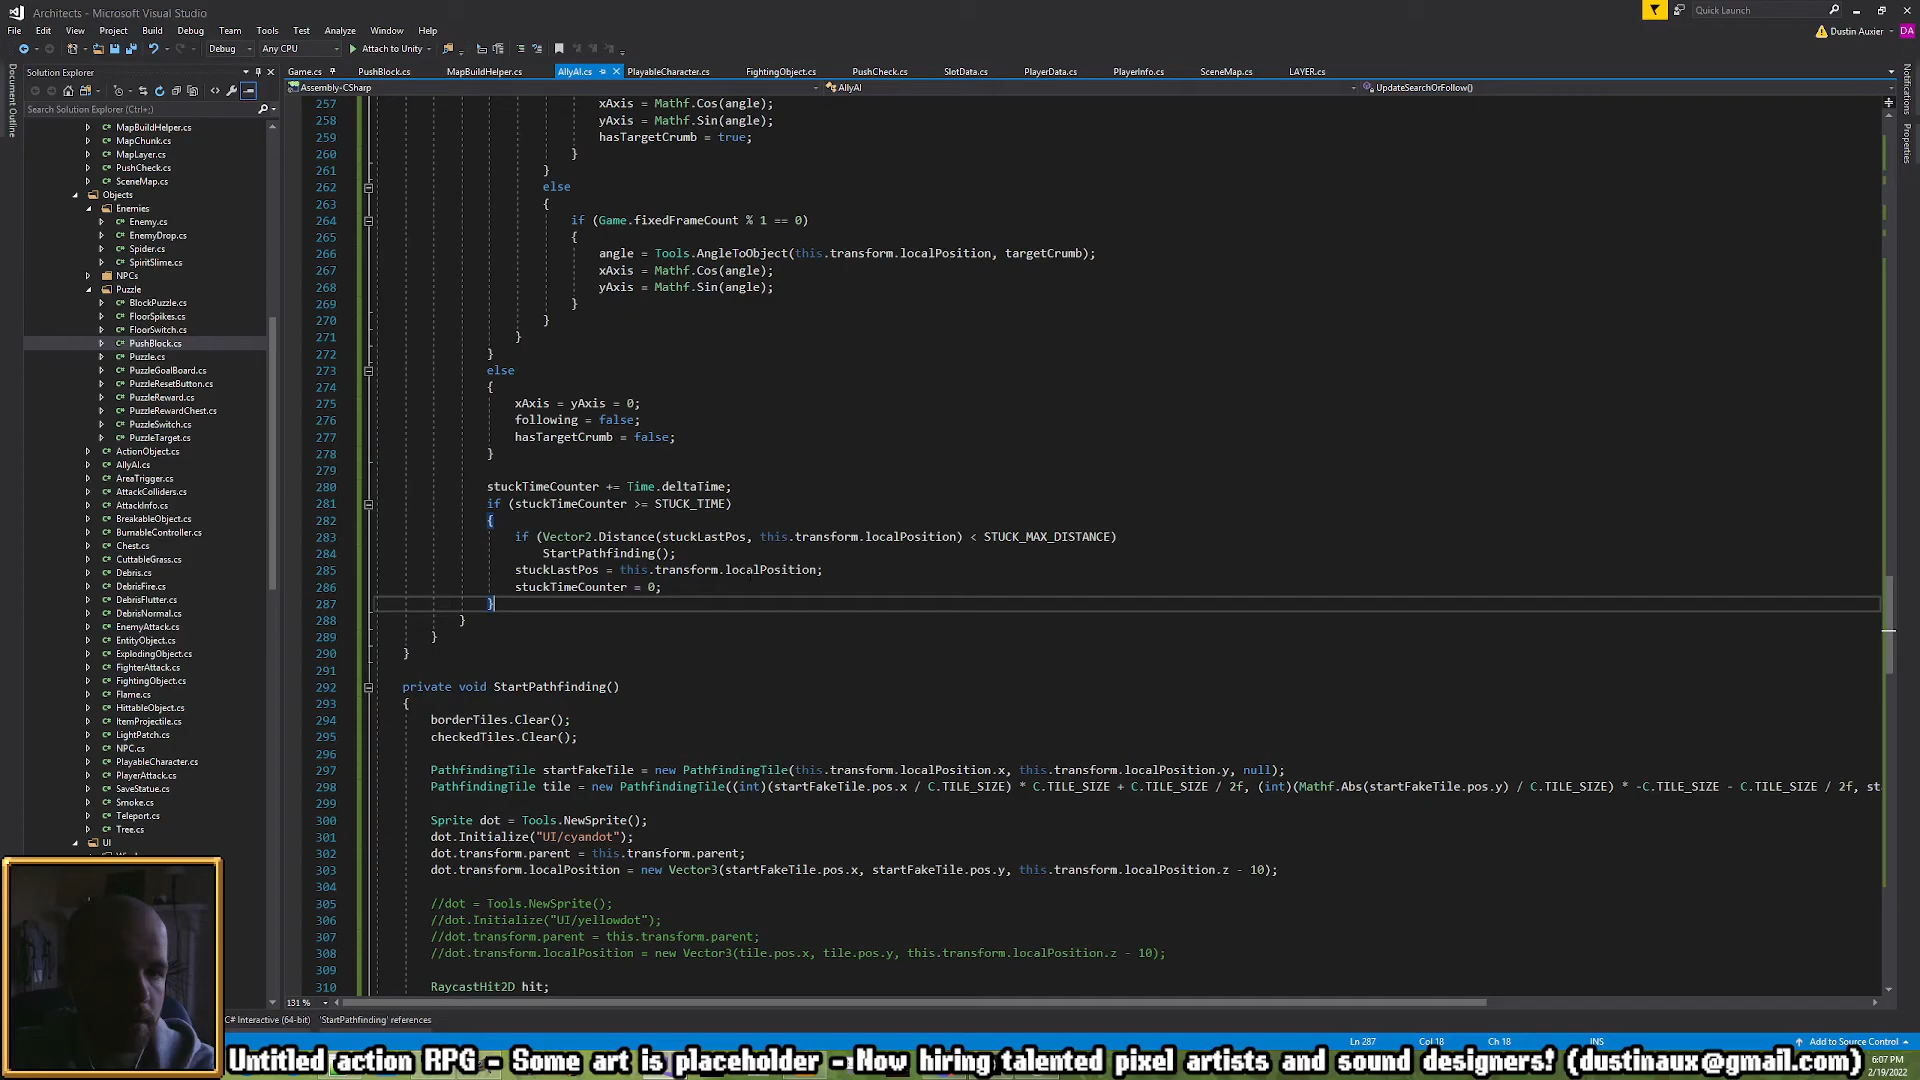 Architects - Microsoft Visual Studio
Quick Launch
File Edit View Project Build Debug Team Tools Test Analyze Window Help
Dustin Auxier DA
Debug Any CPU Attach to Unity
Document Outline
Solution Explorer
Search Solution Explorer (Ctrl+;)
MapBuildHelper.cs
MapChunk.cs
MapLayer.cs
PushCheck.cs
SceneMap.cs
Objects
Enemies
Enemy.cs
EnemyDrop.cs
Spider.cs
SpiritSlime.cs
NPCs
Puzzle
BlockPuzzle.cs
FloorSpikes.cs
FloorSwitch.cs
PushBlock.cs
Puzzle.cs
PuzzleGoalBoard.cs
PuzzleResetButton.cs
PuzzleReward.cs
PuzzleRewardChest.cs
PuzzleSwitch.cs
PuzzleTarget.cs
ActionObject.cs
AllyAI.cs
AreaTrigger.cs
AttackColliders.cs
AttackInfo.cs
BreakableObject.cs
BurnableController.cs
Chest.cs
CuttableGrass.cs
Debris.cs
DebrisFire.cs
DebrisFlutter.cs
DebrisNormal.cs
EnemyAttack.cs
EntityObject.cs
ExplodingObject.cs
FighterAttack.cs
FightingObject.cs
Flame.cs
HittableObject.cs
ItemProjectile.cs
LightPatch.cs
NPC.cs
PlayableCharacter.cs
PlayerAttack.cs
SaveStatue.cs
Smoke.cs
Teleport.cs
Tree.cs
UI
Game.cs PushBlock.cs MapBuildHelper.cs AllyAI.cs PlayableCharacter.cs FightingObject.cs PushCheck.cs SlotData.cs PlayerData.cs PlayerInfo.cs SceneMap.cs LAYER.cs
Assembly-CSharp AllyAI UpdateSearchOrFollow()
257 xAxis = Mathf.Cos(angle);
258 yAxis = Mathf.Sin(angle);
259 hasTargetCrumb = true;
260 }
261 }
262 else
263 {
264 if (Game.fixedFrameCount % 1 == 0)
265 {
266 angle = Tools.AngleToObject(this.transform.localPosition, targetCrumb);
267 xAxis = Mathf.Cos(angle);
268 yAxis = Mathf.Sin(angle);
269 }
270 }
271 }
272 }
273 else
274 {
275 xAxis = yAxis = 0;
276 following = false;
277 hasTargetCrumb = false;
278 }
279
280 stuckTimeCounter += Time.deltaTime;
281 if (stuckTimeCounter >= STUCK_TIME)
282 {
283 if (Vector2.Distance(stuckLastPos, this.transform.localPosition) < STUCK_MAX_DISTANCE)
284 StartPathfinding();
285 stuckLastPos = this.transform.localPosition;
286 stuckTimeCounter = 0;
287 }
288 }
289 }
290 }
291
292 private void StartPathfinding()
293 {
294 borderTiles.Clear();
295 checkedTiles.Clear();
296
297 PathfindingTile startFakeTile = new PathfindingTile(this.transform.localPosition.x, this.transform.localPosition.y, null);
298 PathfindingTile tile = new PathfindingTile((int)(startFakeTile.pos.x / C.TILE_SIZE) * C.TILE_SIZE + C.TILE_SIZE / 2f, (int)(Mathf.Abs(startFakeTile.pos.y) / C.TILE_SIZE) * -C.TILE_SIZE - C.TILE_SIZE / 2f, st
299
300 Sprite dot = Tools.NewSprite();
301 dot.Initialize("UI/cyandot");
302 dot.transform.parent = this.transform.parent;
303 dot.transform.localPosition = new Vector3(startFakeTile.pos.x, startFakeTile.pos.y, this.transform.localPosition.z - 10);
304
305 //dot = Tools.NewSprite();
306 //dot.Initialize("UI/yellowdot");
307 //dot.transform.parent = this.transform.parent;
308 //dot.transform.localPosition = new Vector3(tile.pos.x, tile.pos.y, this.transform.localPosition.z - 10);
309
310 RaycastHit2D hit;
Notifications
Properties
131 %
C# Interactive (64-bit) 'StartPathfinding' references
Ln 287 Col 18 Ch 18 INS Add to Source Control
Untitled action RPG - Some art is placeholder - Now hiring talented pixel artists and sound designers! (dustinaux@gmail.com)
6:07 PM
2/19/2022